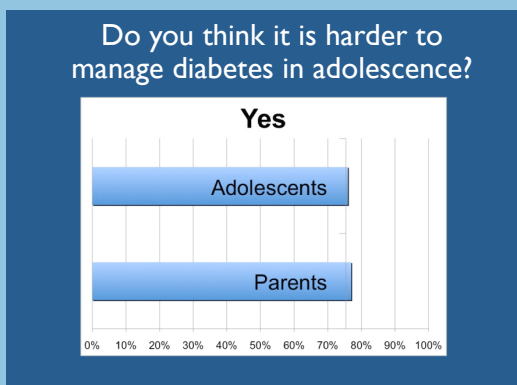 Do you think it is harder to
manage diabetes in adolescence?
Yes
Adolescents
Parents
0% 10% 20% 30% 40% 50% 60% 70% 80% 90% 100%